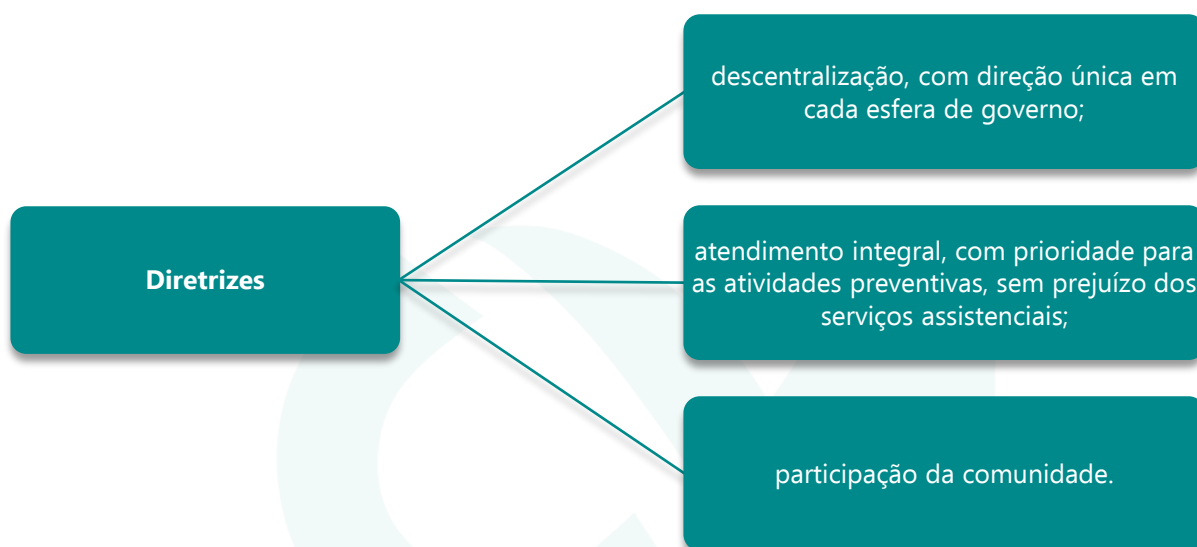 Diretrizes
descentralização, com direção única em
cada esfera de governo;
atendimento integral, com prioridade para
as atividades preventivas, sem prejuízo dos
serviços assistenciais;
participação da comunidade.